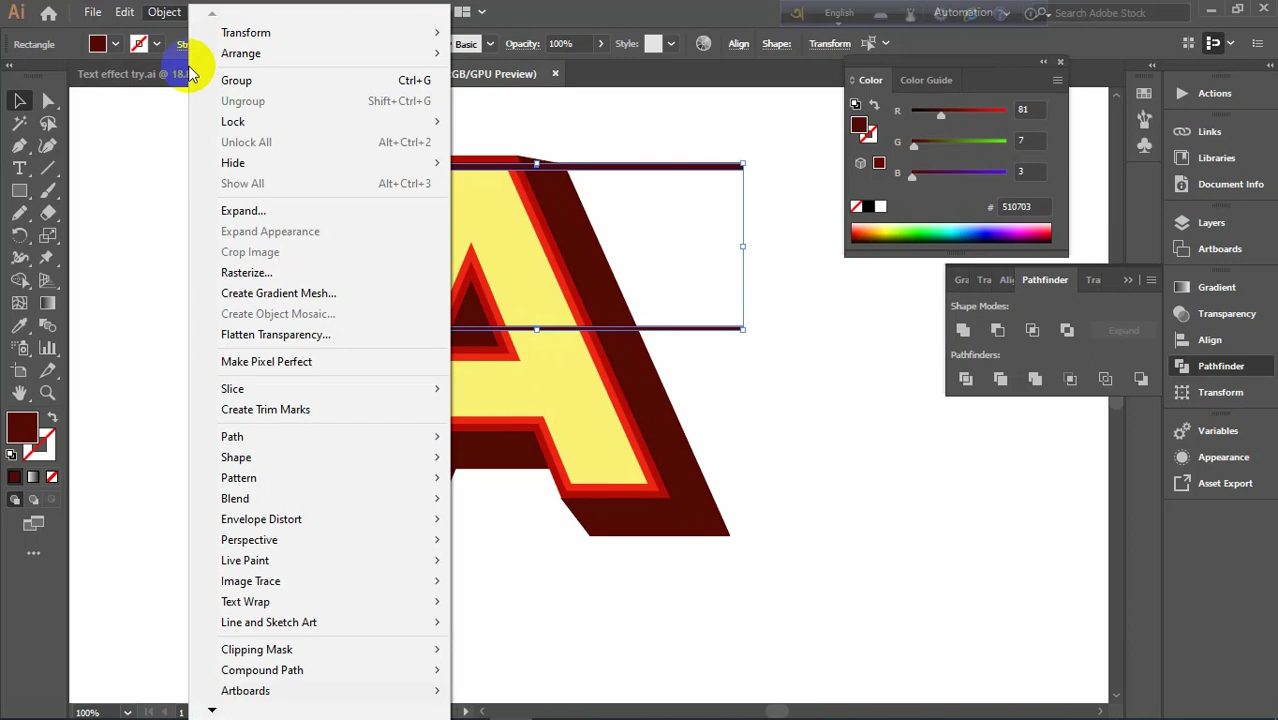 Ai File Edit Object English Automation Search Adobe Stock
Rectangle Basic Opacity: 100% Style: Align Shape: Transform
Text effect try.ai @ 18. GB/GPU Preview)
Transform
Arrange
Group Ctrl+G
Ungroup Shift+Ctrl+G
Lock
Unlock All Alt+Ctrl+2
Hide
Show All Alt+Ctrl+3
Expand...
Expand Appearance
Crop Image
Rasterize...
Create Gradient Mesh...
Create Object Mosaic...
Flatten Transparency...
Make Pixel Perfect
Slice
Create Trim Marks
Path
Shape
Pattern
Blend
Envelope Distort
Perspective
Live Paint
Image Trace
Text Wrap
Line and Sketch Art
Clipping Mask
Compound Path
Artboards
A
Color Color Guide
R 81
G 7
B 3
# 510703
Gra Tra Ali Pathfinder Tra
Shape Modes:
Expand
Pathfinders:
Actions
Links
Libraries
Document Info
Layers
Artboards
Gradient
Transparency
Align
Pathfinder
Transform
Variables
Appearance
Asset Export
100% 1